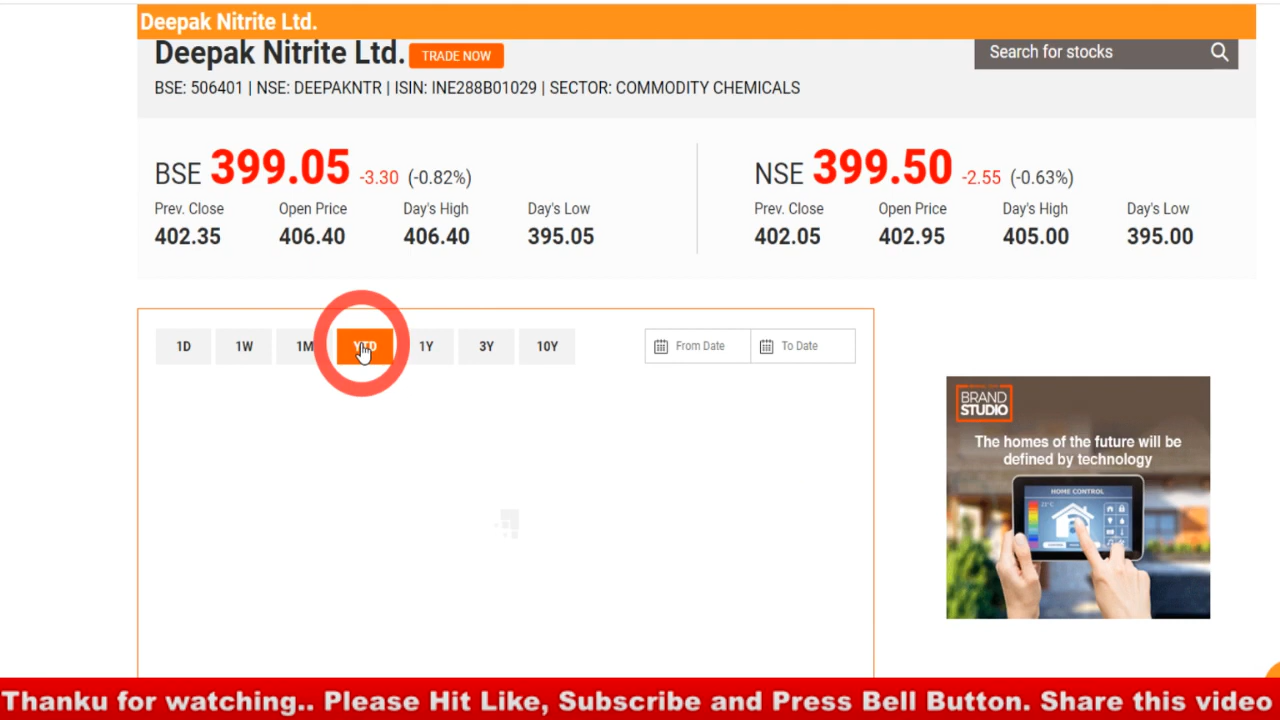 Deepak Nitrite Ltd.
Deepak Nitrite Ltd. TRADE NOW
Search for stocks
BSE: 506401 | NSE: DEEPAKNTR | ISIN: INE288B01029 | SECTOR: COMMODITY CHEMICALS
BSE 399.05 -3.30 (-0.82%)
Prev. Close Open Price Day's High Day's Low
402.35 406.40 406.40 395.05
NSE 399.50 -2.55 (-0.63%)
Prev. Close Open Price Day's High Day's Low
402.05 402.95 405.00 395.00
1D 1W 1M YTD 1Y 3Y 10Y From Date To Date
BRAND
STUDIO
The homes of the future will be
defined by technology
HOME CONTROL
Thanku for watching.. Please Hit Like, Subscribe and Press Bell Button. Share this video